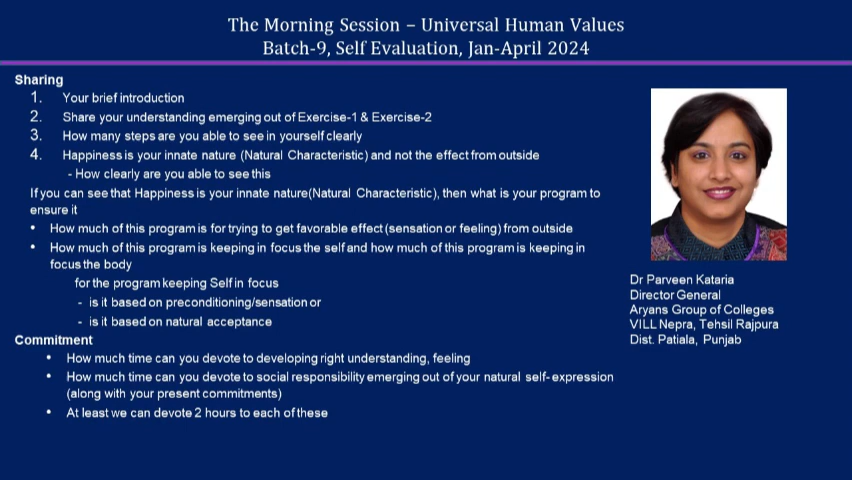 The Morning Session – Universal Human Values
Batch-9, Self Evaluation, Jan-April 2024
Sharing
1. Your brief introduction
2. Share your understanding emerging out of Exercise-1 & Exercise-2
3. How many steps are you able to see in yourself clearly
4. Happiness is your innate nature (Natural Characteristic) and not the effect from outside
- How clearly are you able to see this
If you can see that Happiness is your innate nature(Natural Characteristic), then what is your program to
ensure it
• How much of this program is for trying to get favorable effect (sensation or feeling) from outside
• How much of this program is keeping in focus the self and how much of this program is keeping in
focus the body
for the program keeping Self in focus
- is it based on preconditioning/sensation or
- is it based on natural acceptance
Commitment
• How much time can you devote to developing right understanding, feeling
• How much time can you devote to social responsibility emerging out of your natural self-expression
(along with your present commitments)
• At least we can devote 2 hours to each of these
Dr Parveen Kataria
Director General
Aryans Group of Colleges
VILL Nepra, Tehsil Rajpura
Dist. Patiala, Punjab